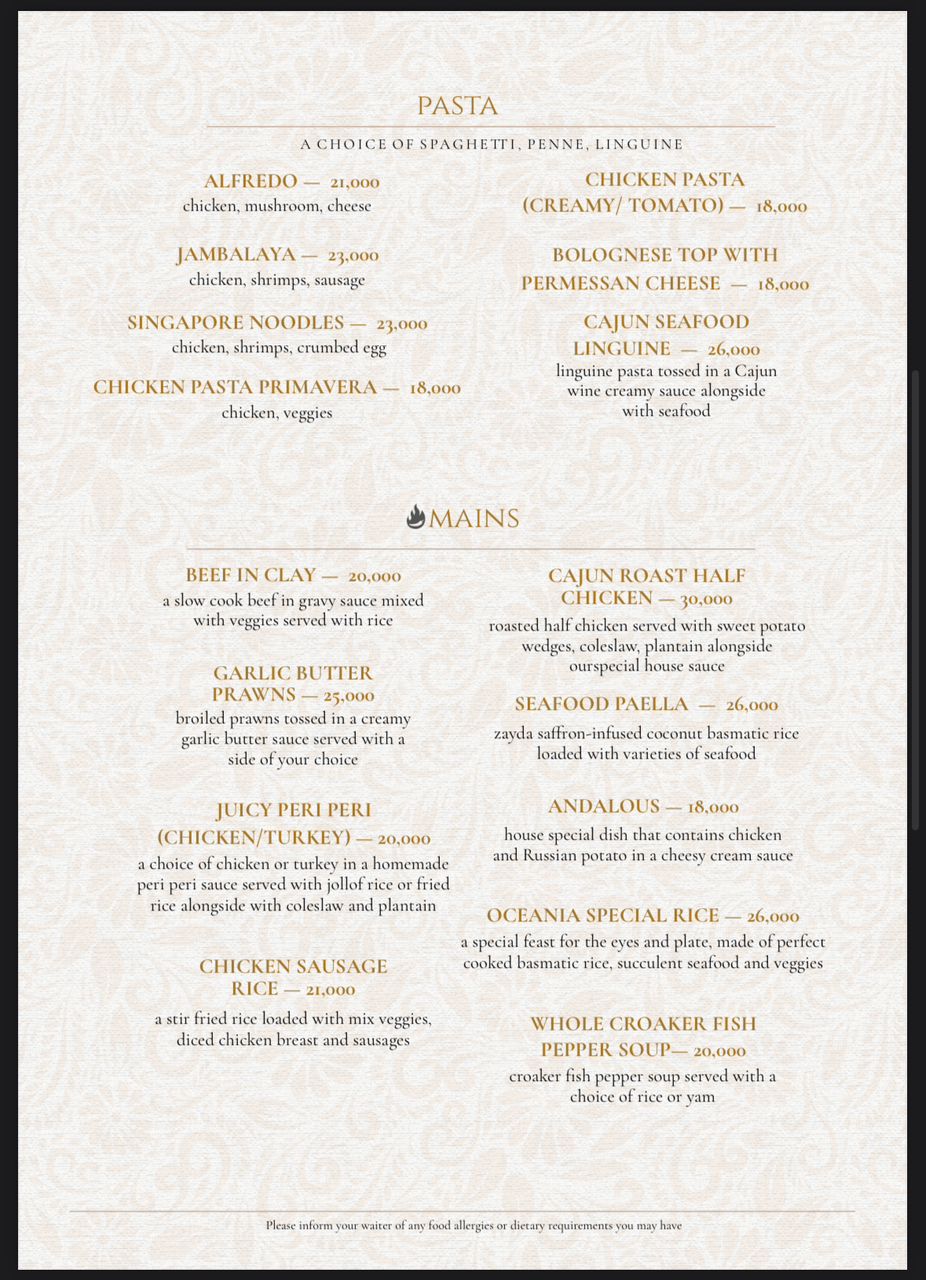 PASTA
A CHOICE OF SPAGHETTI, PENNE, LINGUINE
ALFREDO — 21,000
chicken, mushroom, cheese
JAMBALAYA — 23,000
chicken, shrimps, sausage
SINGAPORE NOODLES — 23,000
chicken, shrimps, crumbed egg
CHICKEN PASTA PRIMAVERA — 18,000
chicken, veggies
CHICKEN PASTA
(CREAMY/ TOMATO) — 18,000
BOLOGNESE TOP WITH
PERMESSAN CHEESE — 18,000
CAJUN SEAFOOD
LINGUINE — 26,000
linguine pasta tossed in a Cajun
wine creamy sauce alongside
with seafood
MAINS
BEEF IN CLAY — 20,000
a slow cook beef in gravy sauce mixed
with veggies served with rice
GARLIC BUTTER
PRAWNS — 25,000
broiled prawns tossed in a creamy
garlic butter sauce served with a
side of your choice
JUICY PERI PERI
(CHICKEN/TURKEY) — 20,000
a choice of chicken or turkey in a homemade
peri peri sauce served with jollof rice or fried
rice alongside with coleslaw and plantain
CHICKEN SAUSAGE
RICE — 21,000
a stir fried rice loaded with mix veggies,
diced chicken breast and sausages
CAJUN ROAST HALF
CHICKEN — 30,000
roasted half chicken served with sweet potato
wedges, coleslaw, plantain alongside
ourspecial house sauce
SEAFOOD PAELLA — 26,000
zayda saffron-infused coconut basmatic rice
loaded with varieties of seafood
ANDALOUS — 18,000
house special dish that contains chicken
and Russian potato in a cheesy cream sauce
OCEANIA SPECIAL RICE — 26,000
a special feast for the eyes and plate, made of perfect
cooked basmatic rice, succulent seafood and veggies
WHOLE CROAKER FISH
PEPPER SOUP— 20,000
croaker fish pepper soup served with a
choice of rice or yam
Please inform your waiter of any food allergies or dietary requirements you may have